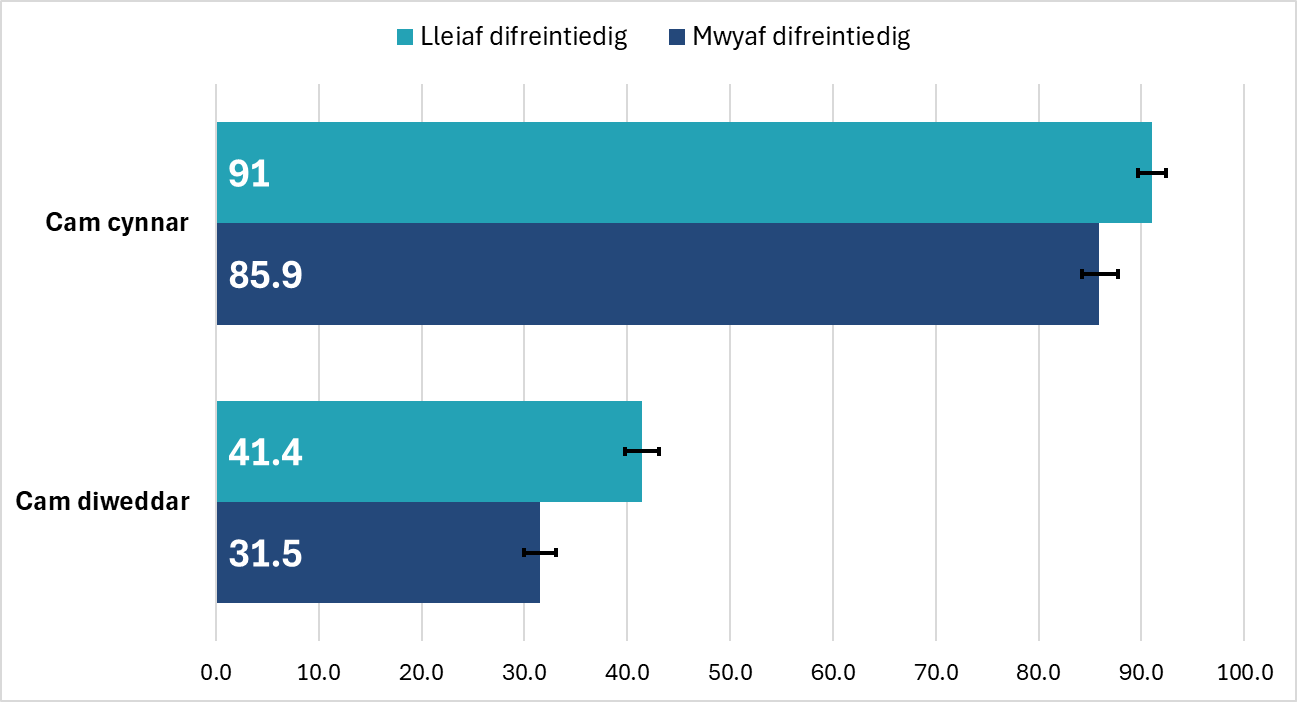 Lleiaf difreintiedig Mwyaf difreintiedig
Cam cynnar
91
85.9
Cam diweddar
41.4
31.5
0.0 10.0 20.0 30.0 40.0 50.0 60.0 70.0 80.0 90.0 100.0